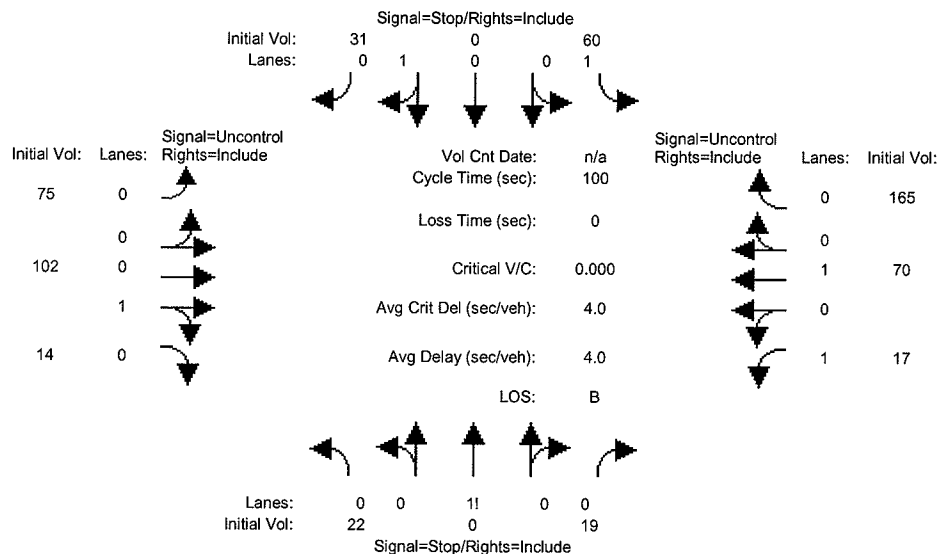 Signal=Stop/Rights=Include
Initial Vol: 31 0 60
Lanes: 0 1 0 0 1
Signal=Uncontrol
Rights=Include
Initial Vol: Lanes:
Vol Cnt Date: n/a
Cycle Time (sec): 100
Signal=Uncontrol
Rights=Include
Lanes: Initial Vol:
75 0
0 165
Loss Time (sec): 0
0
0
102 0
Critical V/C: 0.000
1 70
1
Avg Crit Del (sec/veh): 4.0
0
14 0
Avg Delay (sec/veh): 4.0
1 17
LOS: B
Lanes: 0 0 1! 0 0
Initial Vol: 22 0 19
Signal=Stop/Rights=Include